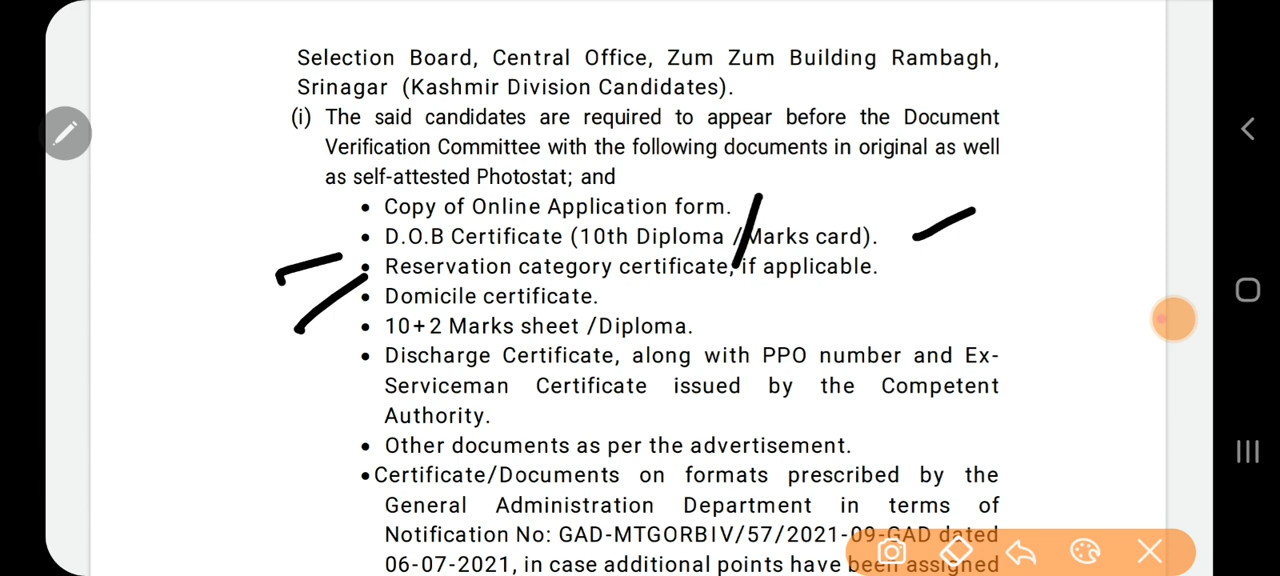 Selection Board, Central Office, Zum Zum Building Rambagh,
Srinagar (Kashmir Division Candidates).
(i) The said candidates are required to appear before the Document
Verification Committee with the following documents in original as well
as self-attested Photostat; and
• Copy of Online Application form.
• D.O.B Certificate (10th Diploma /Marks card).
• Reservation category certificate, if applicable.
• Domicile certificate.
• 10+2 Marks sheet /Diploma.
• Discharge Certificate, along with PPO number and Ex-
Serviceman Certificate issued by the Competent
Authority.
• Other documents as per the advertisement.
• Certificate/Documents on formats prescribed by the
General Administration Department in terms of
Notification No: GAD-MTGORBIV/57/2021-09-GAD dated
06-07-2021, in case additional points have been assigned